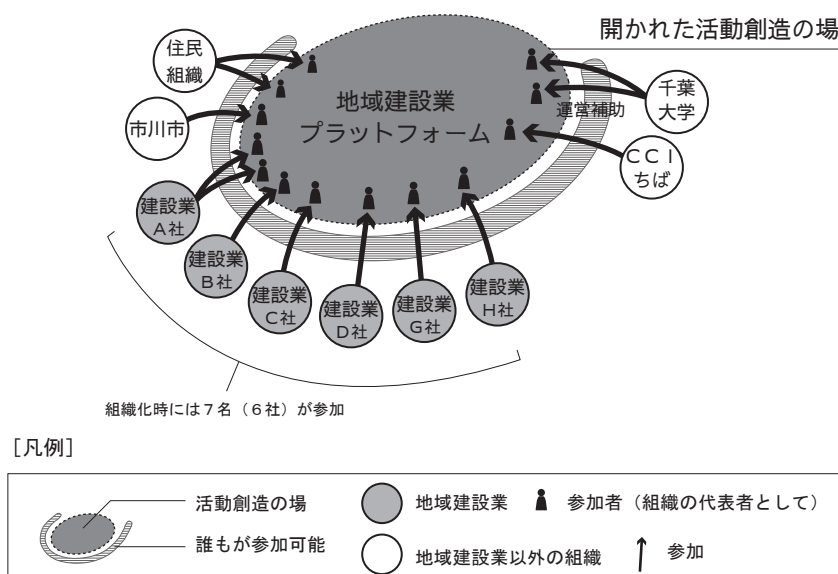 開かれた活動創造の場
住民
組織
市川市
地域建設業
プラットフォーム
運営補助
千葉
大学
ＣＣＩ
ちば
建設業
Ａ社
建設業
Ｂ社
建設業
Ｃ社
建設業
Ｄ社
建設業
Ｇ社
建設業
Ｈ社
組織化時には７名（６社）が参加
［凡例］
活動創造の場
誰もが参加可能
地域建設業
参加者（組織の代表者として）
地域建設業以外の組織
参加